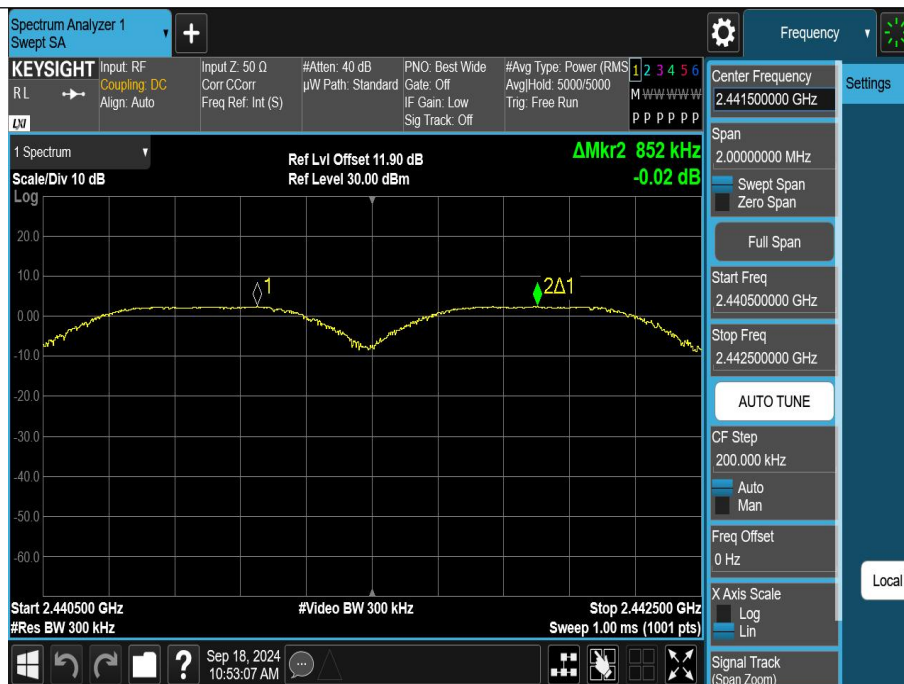 Spectrum Analyzer 1
Swept SA
+
Frequency
KEYSIGHT
RL
LXI
Input: RF
Coupling: DC
Align: Auto
Input Z: 50 Ω
Corr CCorr
Freq Ref: Int (S)
#Atten: 40 dB
µW Path: Standard
PNO: Best Wide
Gate: Off
IF Gain: Low
Sig Track: Off
#Avg Type: Power (RMS
Avg|Hold: 5000/5000
Trig: Free Run
1 2 3 4 5 6
M W W W W W
P P P P P P
1 Spectrum
Scale/Div 10 dB
Log
Ref Lvl Offset 11.90 dB
Ref Level 30.00 dBm
ΔMkr2 852 kHz
-0.02 dB
20.0
10.0
0.00
-10.0
-20.0
-30.0
-40.0
-50.0
-60.0
1
2Δ1
Start 2.440500 GHz
#Res BW 300 kHz
#Video BW 300 kHz
Stop 2.442500 GHz
Sweep 1.00 ms (1001 pts)
Center Frequency
2.441500000 GHz
Span
2.00000000 MHz
Swept Span
Zero Span
Full Span
Start Freq
2.440500000 GHz
Stop Freq
2.442500000 GHz
AUTO TUNE
CF Step
200.000 kHz
Auto
Man
Freq Offset
0 Hz
X Axis Scale
Log
Lin
Signal Track
(Span Zoom)
Settings
Local
?
Sep 18, 2024
10:53:07 AM